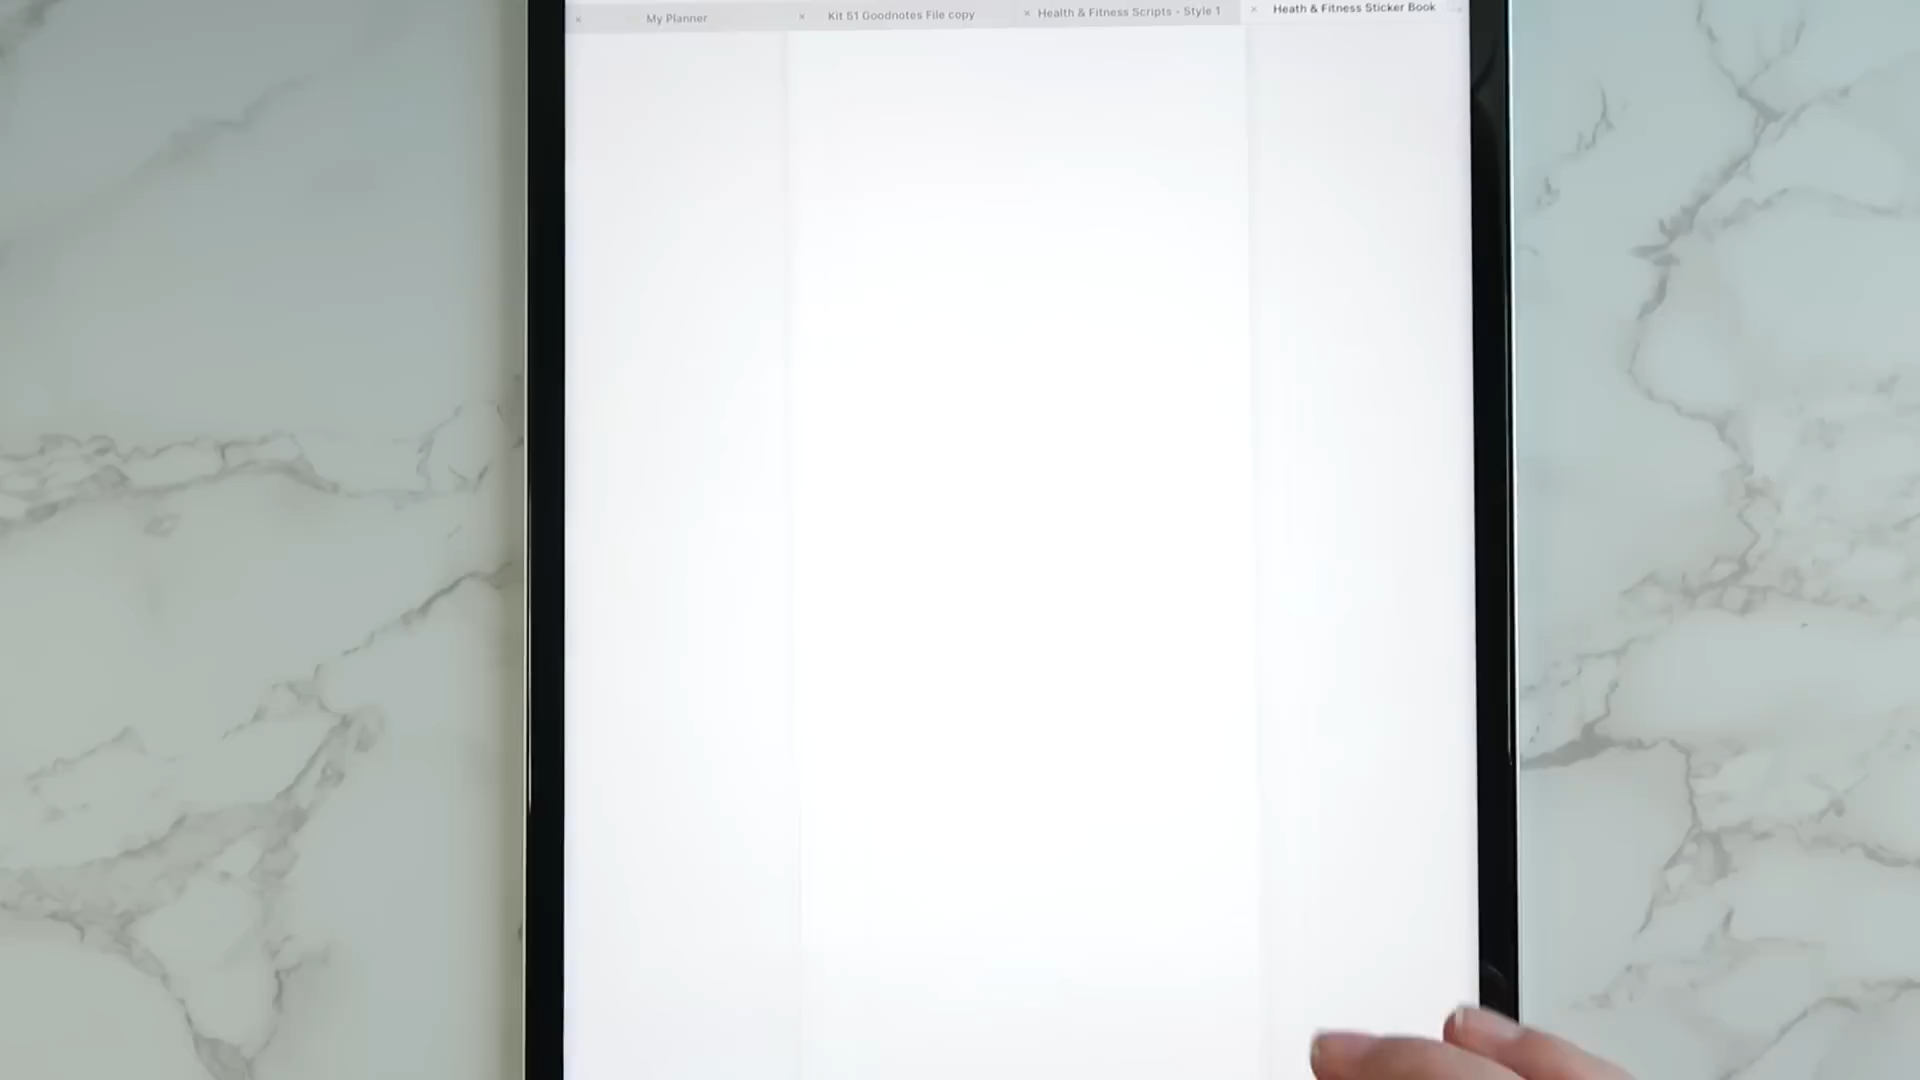 My Planner
Kit 51 Goodnotes File copy
Health & Fitness Scripts - Style 1
Heath & Fitness Sticker Book